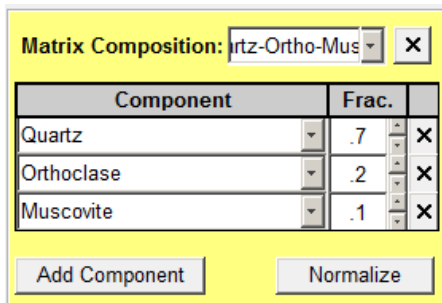 Matrix Composition: rtz-Ortho-Mus X
Component Frac.
Quartz .7 X
Orthoclase .2 X
Muscovite .1 X
Add Component Normalize